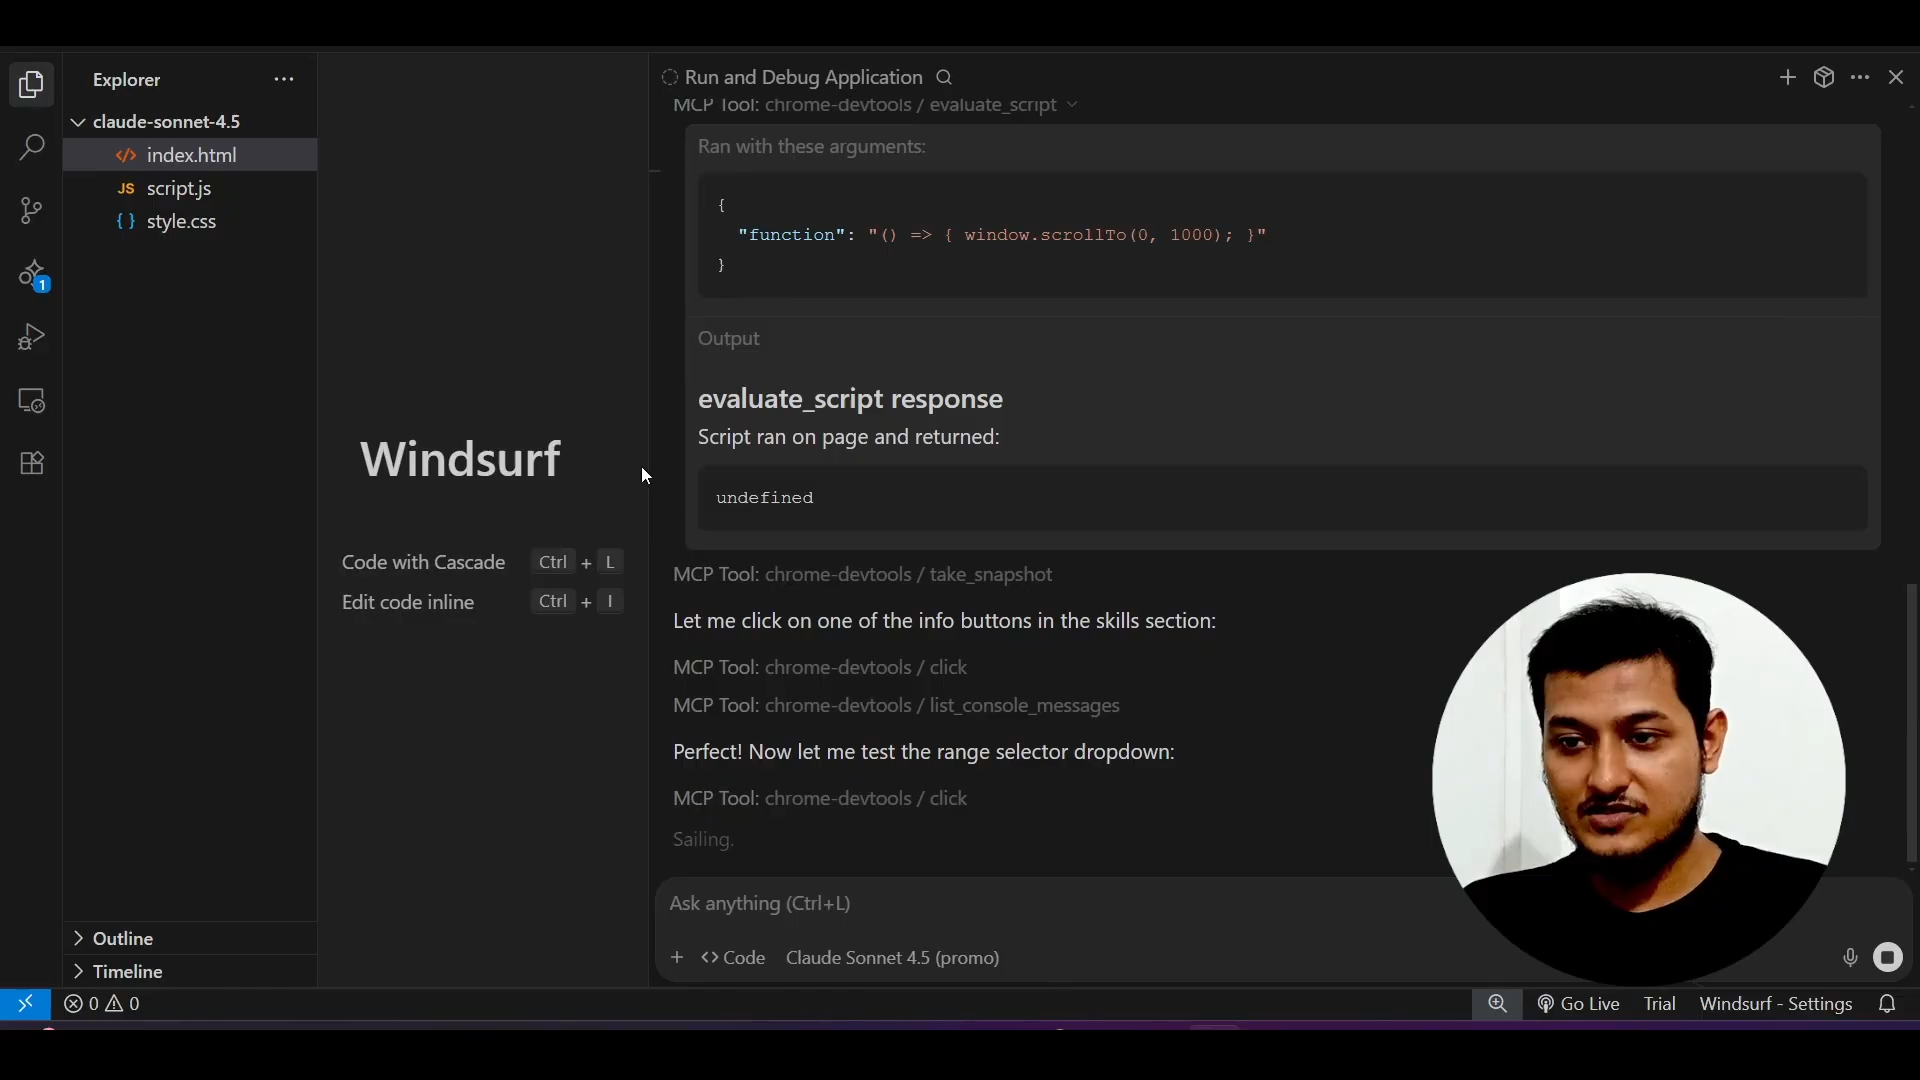 Explorer
claude-sonnet-4.5
</> index.html
JS script.js
{ } style.css
1
Outline
Timeline
Windsurf
Code with Cascade Ctrl + L
Edit code inline Ctrl + I
Run and Debug Application
MCP Tool: chrome-devtools / evaluate_script
Ran with these arguments:
{
"function": "() => { window.scrollTo(0, 1000); }"
}
Output
evaluate_script response
Script ran on page and returned:
undefined
MCP Tool: chrome-devtools / take_snapshot
Let me click on one of the info buttons in the skills section:
MCP Tool: chrome-devtools / click
MCP Tool: chrome-devtools / list_console_messages
Perfect! Now let me test the range selector dropdown:
MCP Tool: chrome-devtools / click
Sailing.
Ask anything (Ctrl+L)
+ <> Code Claude Sonnet 4.5 (promo)
0 0
Go Live Trial Windsurf - Settings